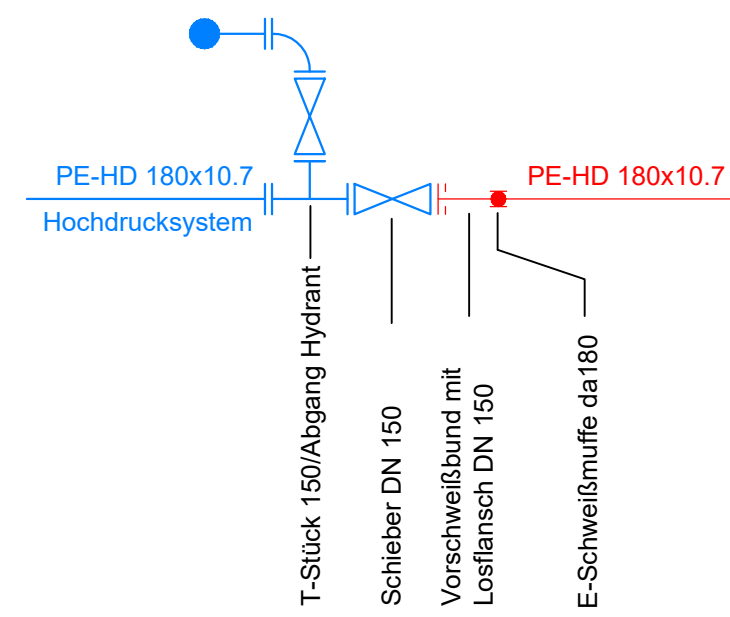 PE-HD 180x10.7
Hochdrucksystem
PE-HD 180x10.7
T-Stück 150/Abgang Hydrant
Schieber DN 150
Vorschweißbund mit
Losflansch DN 150
E-Schweißmuffe da180